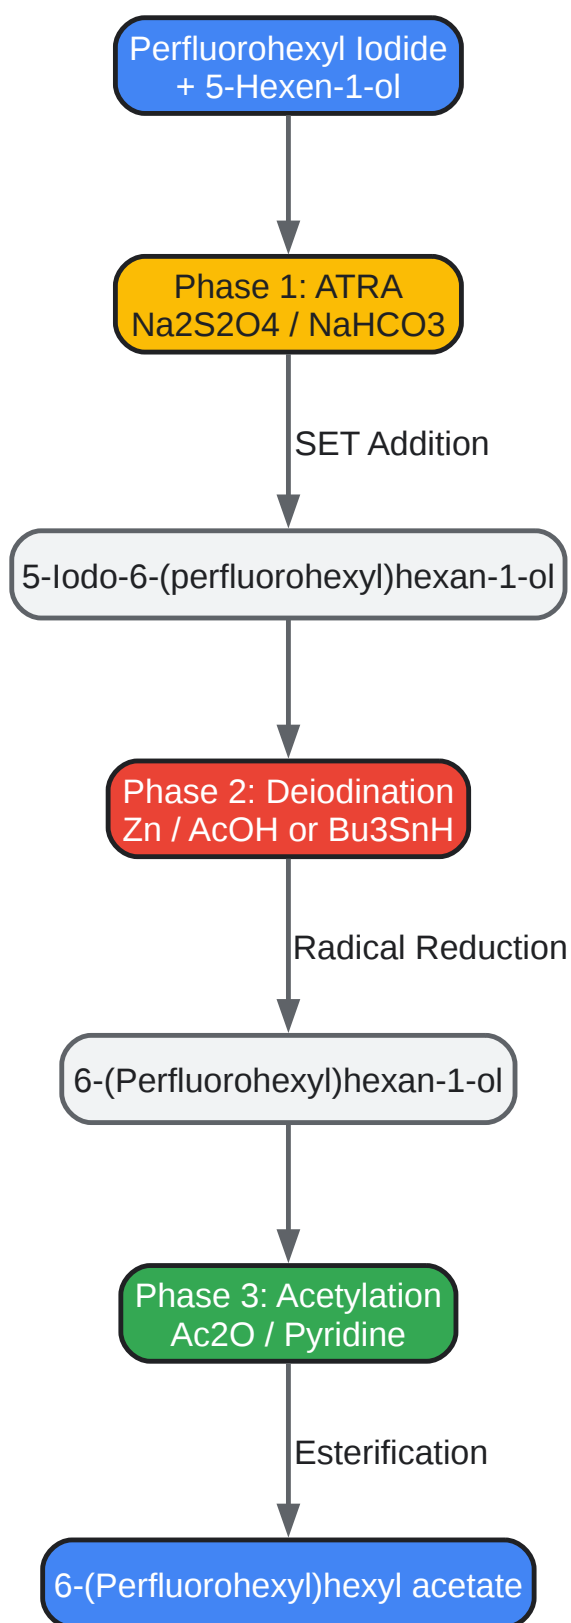 Perfluorohexyl Iodide
+ 5-Hexen-1-ol
Phase 1: ATRA
Na2S2O4 / NaHCO3
SET Addition
5-Iodo-6-(perfluorohexyl)hexan-1-ol
Phase 2: Deiodination
Zn / AcOH or Bu3SnH
Radical Reduction
6-(Perfluorohexyl)hexan-1-ol
Phase 3: Acetylation
Ac2O / Pyridine
Esterification
6-(Perfluorohexyl)hexyl acetate